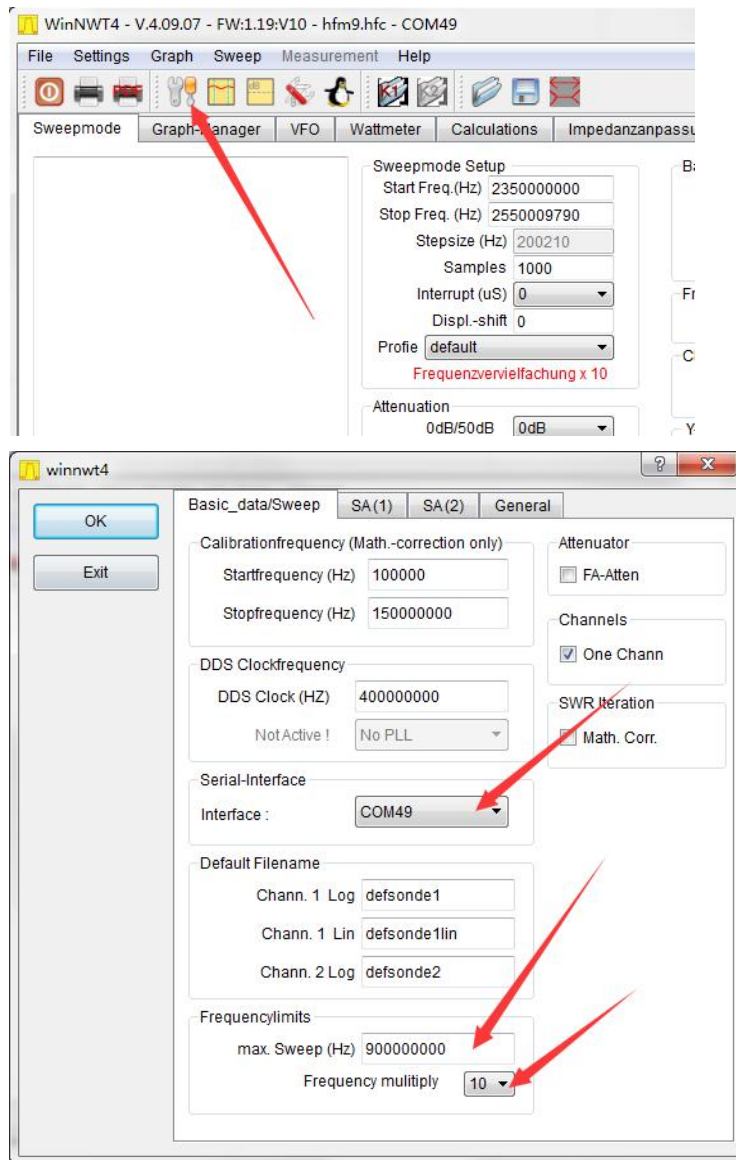 WinNWT4 - V.4.09.07 - FW:1.19:V10 - hfm9.hfc - COM49
File Settings Graph Sweep Measurement Help
Sweepmode Graph-Manager VFO Wattmeter Calculations Impedanzanpassu
Sweepmode Setup
Start Freq.(Hz) 2350000000
Stop Freq. (Hz) 2550009790
Stepsize (Hz) 200210
Samples 1000
Interrupt (uS) 0
Displ.-shift 0
Profie default
Frequenzvervielfachung x 10
Attenuation
0dB/50dB 0dB
Ba
Fr
C
Y-
winnwt4
OK
Exit
Basic_data/Sweep SA(1) SA(2) General
Calibrationfrequency (Math.-correction only)
Startfrequency (Hz) 100000
Stopfrequency (Hz) 150000000
DDS Clockfrequency
DDS Clock (HZ) 400000000
Not Active ! No PLL
Serial-Interface
Interface : COM49
Default Filename
Chann. 1 Log defsonde1
Chann. 1 Lin defsonde1lin
Chann. 2 Log defsonde2
Frequencylimits
max. Sweep (Hz) 900000000
Frequency mulitiply 10
Attenuator
FA-Atten
Channels
One Chann
SWR Iteration
Math. Corr.